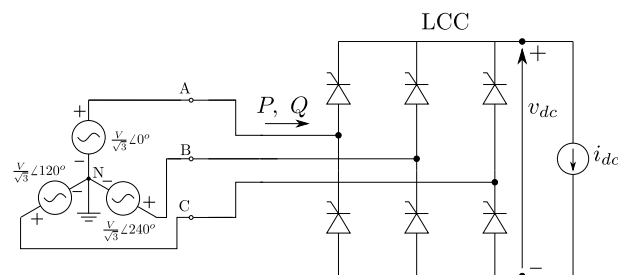 LCC
A
+
P, Q
+
+
V/√3∠0°
v_dc
−
B
V/√3∠120°
N
i_dc
−
−
+
+
C
V/√3∠240°
−